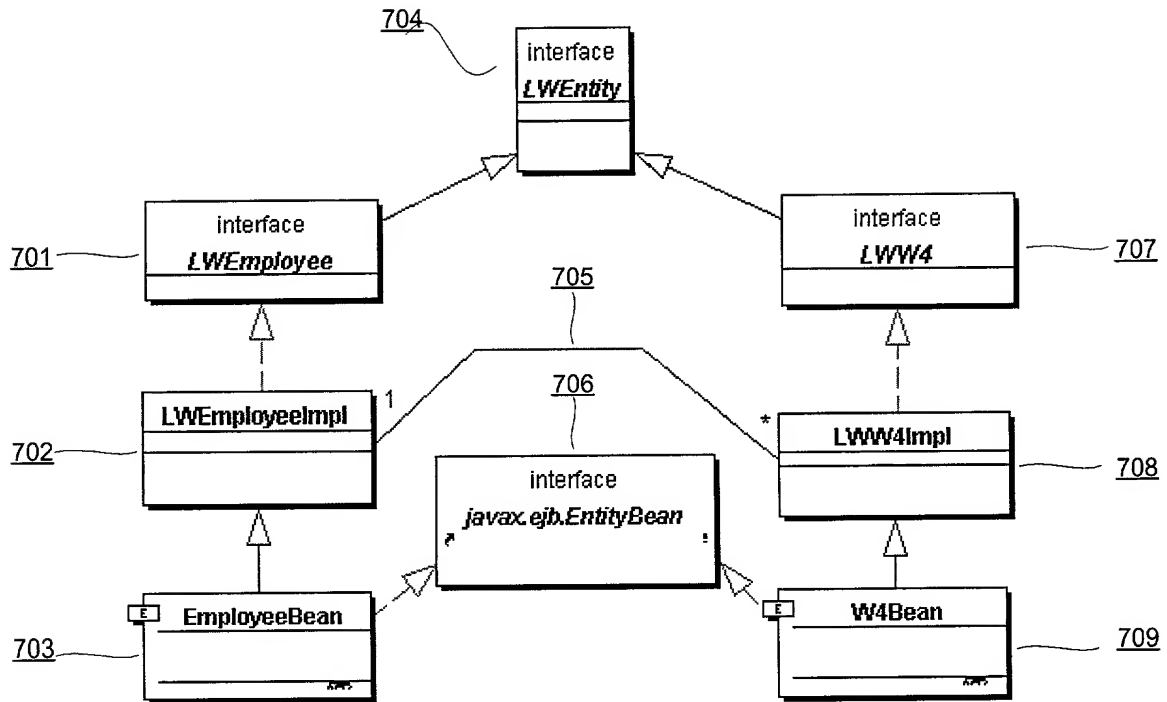 704
interface
LWEntity
701
interface
LWEmployee
interface
LWW4
707
705
706
LWEmployeeImpl
1
702
*
LWW4Impl
708
interface
javax.ejb.EntityBean
E
EmployeeBean
703
E
W4Bean
709